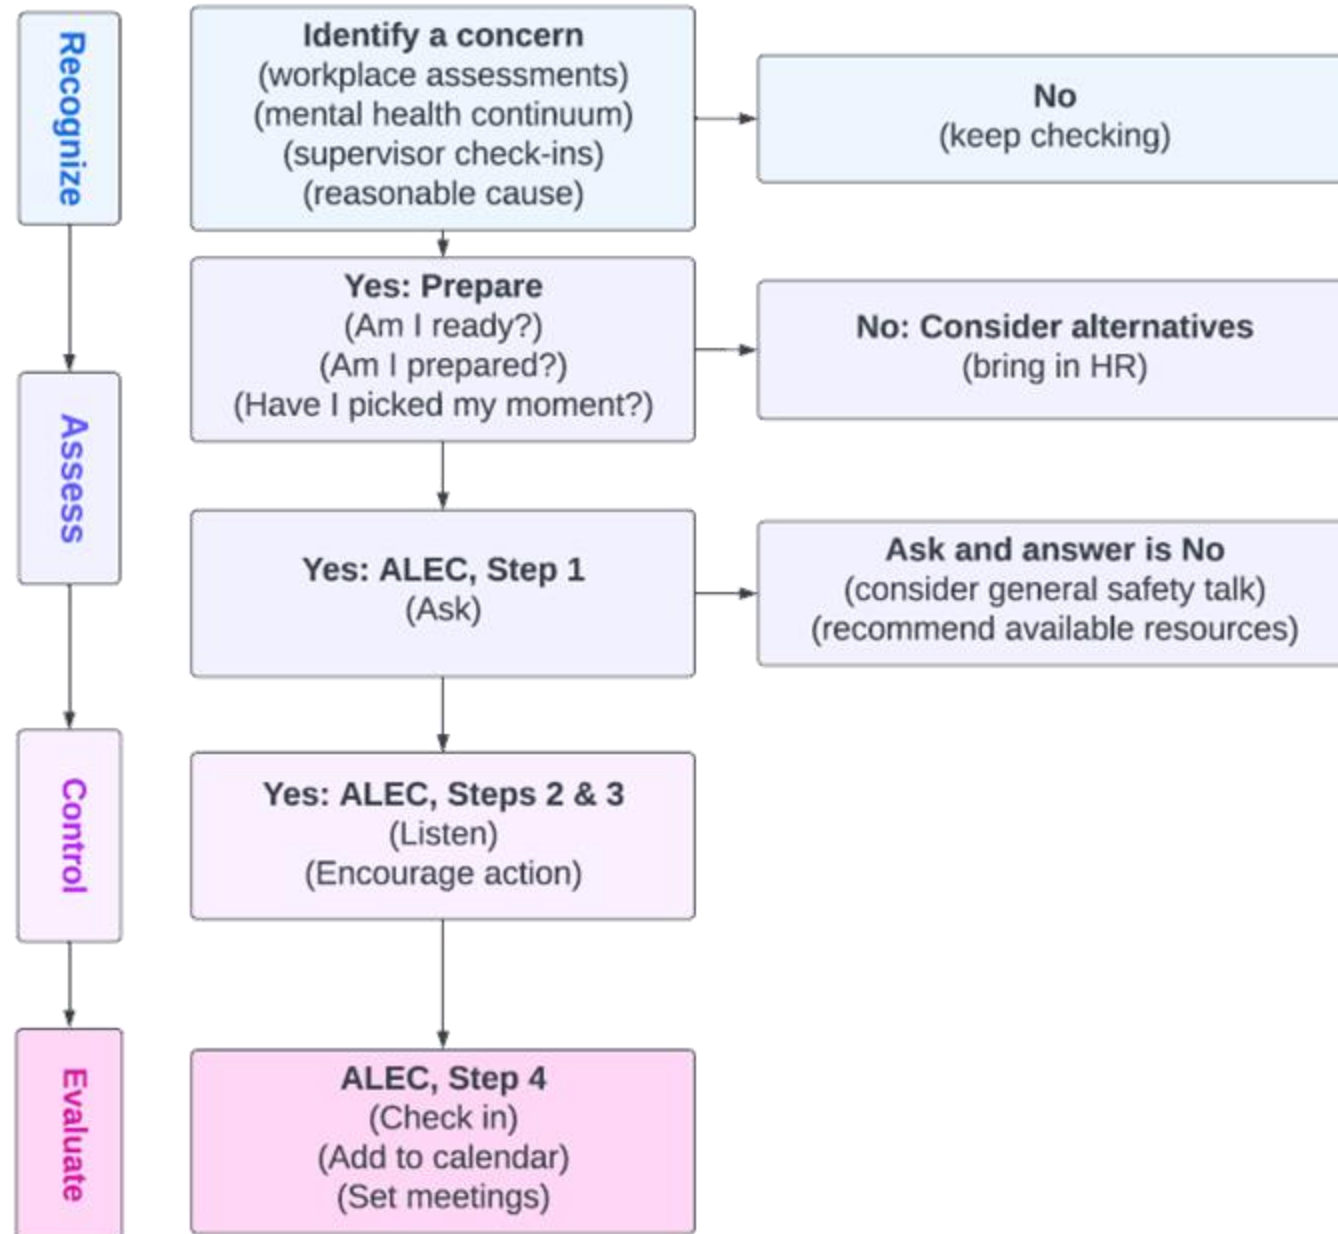 Recognize
Identify a concern
(workplace assessments)
(mental health continuum)
(supervisor check-ins)
(reasonable cause)
No
(keep checking)
Yes: Prepare
(Am I ready?)
(Am I prepared?)
(Have I picked my moment?)
No: Consider alternatives
(bring in HR)
Assess
Yes: ALEC, Step 1
(Ask)
Ask and answer is No
(consider general safety talk)
(recommend available resources)
Control
Yes: ALEC, Steps 2 & 3
(Listen)
(Encourage action)
Evaluate
ALEC, Step 4
(Check in)
(Add to calendar)
(Set meetings)